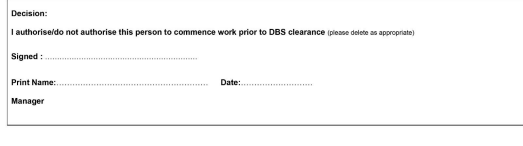 Decision:
I authorise/do not authorise this person to commence work prior to DBS clearance (please delete as appropriate)
Signed : ............................................................
Print Name:............................................................ Date:............................
Manager